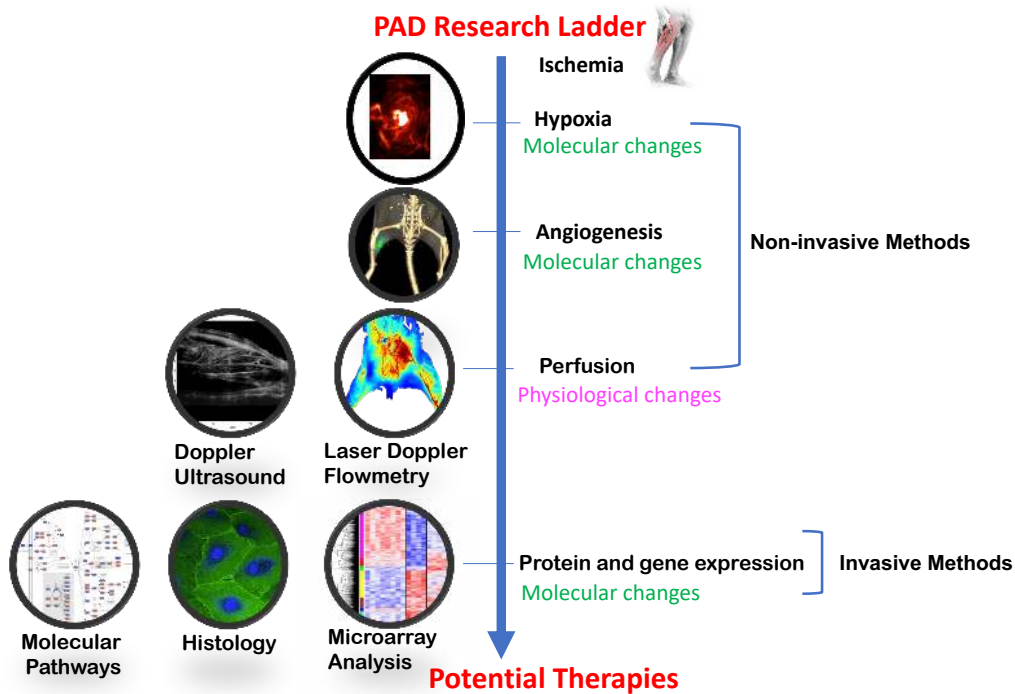 PAD Research Ladder
Ischemia
Hypoxia
Molecular changes
Angiogenesis
Molecular changes
Non-invasive Methods
Perfusion
Physiological changes
Doppler
Ultrasound
Laser Doppler
Flowmetry
Protein and gene expression
Molecular changes
Invasive Methods
Molecular
Pathways
Histology
Microarray
Analysis
Potential Therapies